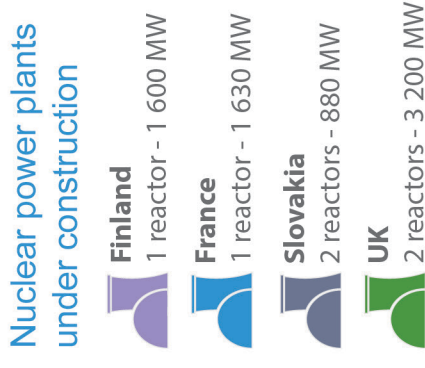 Nuclear power plants
under construction
Finland
1 reactor - 1 600 MW
France
1 reactor - 1 630 MW
Slovakia
2 reactors - 880 MW
UK
2 reactors - 3 200 MW